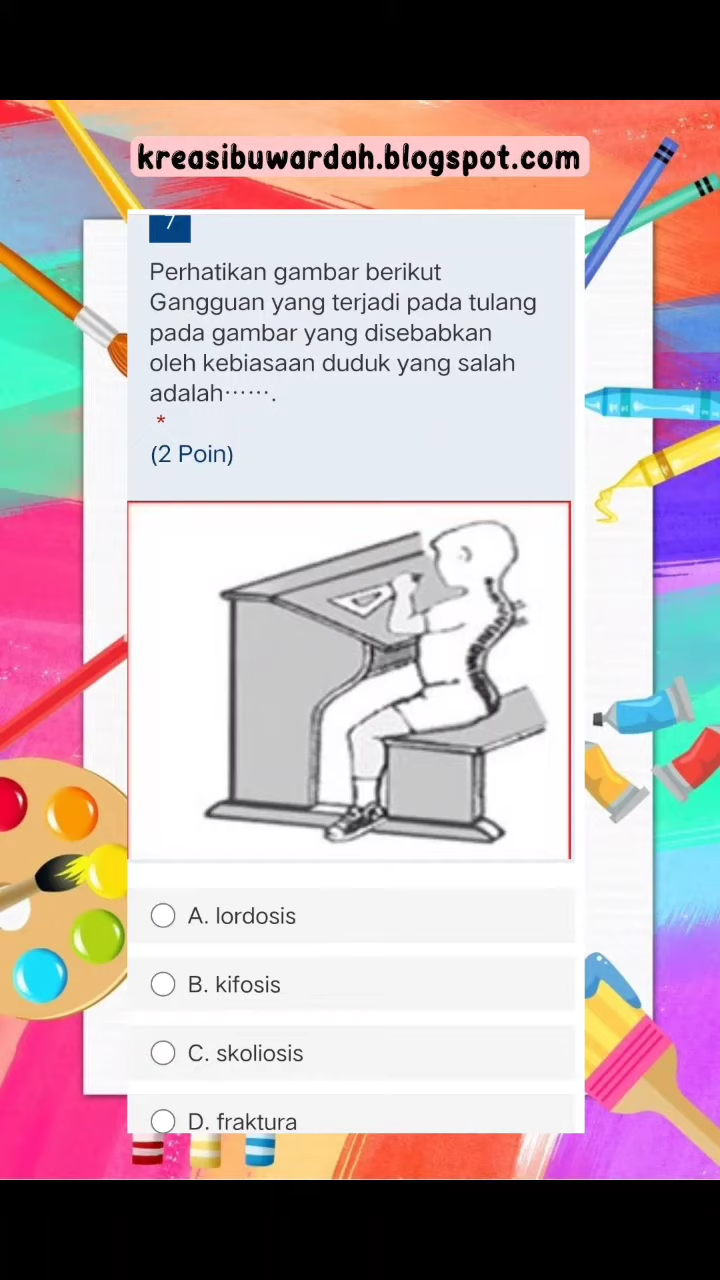 kreasibuwardah.blogspot.com
7
Perhatikan gambar berikut
Gangguan yang terjadi pada tulang
pada gambar yang disebabkan
oleh kebiasaan duduk yang salah
adalah…….
*
(2 Poin)
A. lordosis
B. kifosis
C. skoliosis
D. fraktura